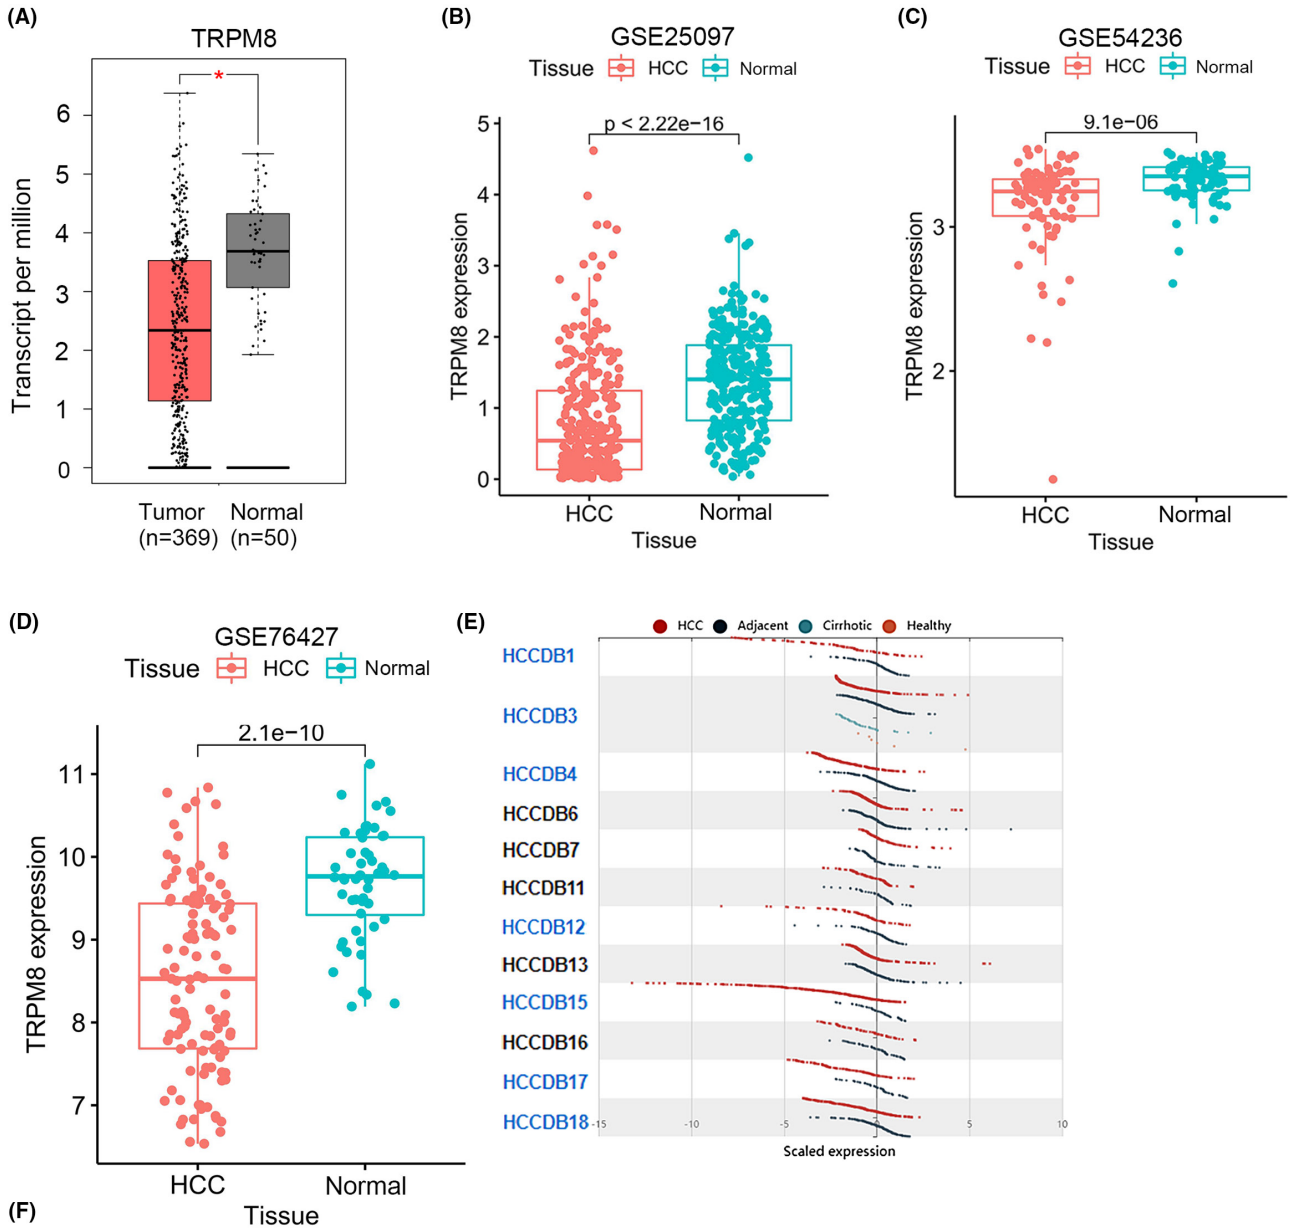 (A)
TRPM8
*
Transcript per million
6
5
4
3
2
1
0
Tumor
(n=369)
Normal
(n=50)
(B)
GSE25097
Tissue HCC Normal
p < 2.22e−16
TRPM8 expression
5
4
3
2
1
0
HCC Normal
Tissue
(C)
GSE54236
Tissue HCC Normal
9.1e−06
TRPM8 expression
3
2
HCC Normal
Tissue
(D)
GSE76427
Tissue HCC Normal
2.1e−10
TRPM8 expression
11
10
9
8
7
HCC Normal
Tissue
(E)
HCC Adjacent Cirrhotic Healthy
HCCDB1
HCCDB3
HCCDB4
HCCDB6
HCCDB7
HCCDB11
HCCDB12
HCCDB13
HCCDB15
HCCDB16
HCCDB17
HCCDB18
-15 -10 -5 0 5 10
Scaled expression
(F)